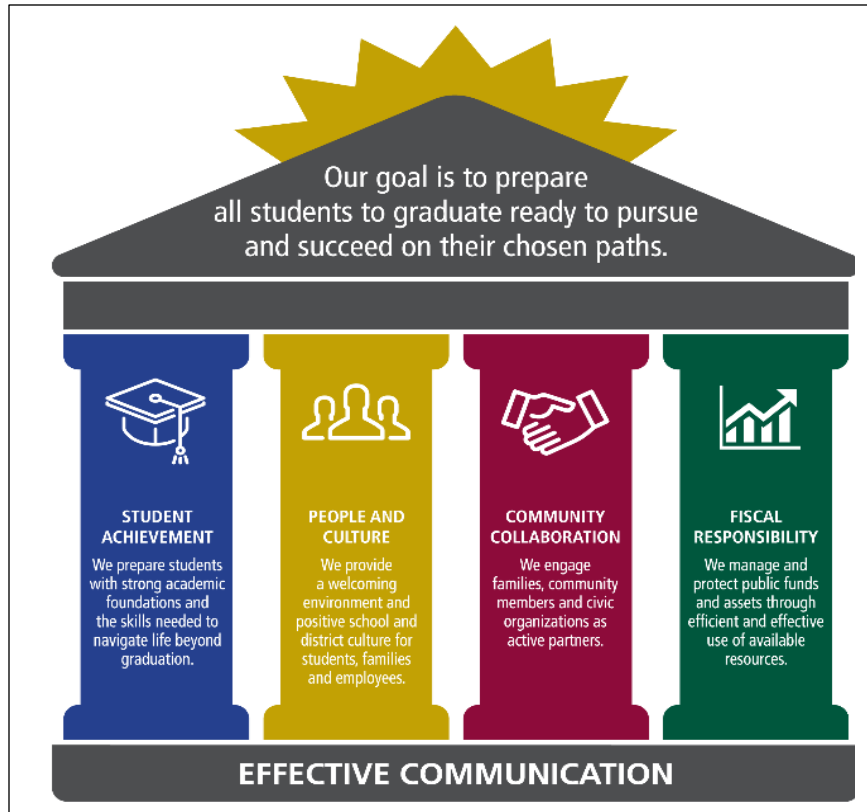 Our goal is to prepare
all students to graduate ready to pursue
and succeed on their chosen paths.
STUDENT
ACHIEVEMENT
We prepare students
with strong academic
foundations and
the skills needed to
navigate life beyond
graduation.
PEOPLE AND
CULTURE
We provide
a welcoming
environment and
positive school and
district culture for
students, families
and employees.
COMMUNITY
COLLABORATION
We engage
families, community
members and civic
organizations as
active partners.
FISCAL
RESPONSIBILITY
We manage and
protect public funds
and assets through
efficient and effective
use of available
resources.
EFFECTIVE COMMUNICATION